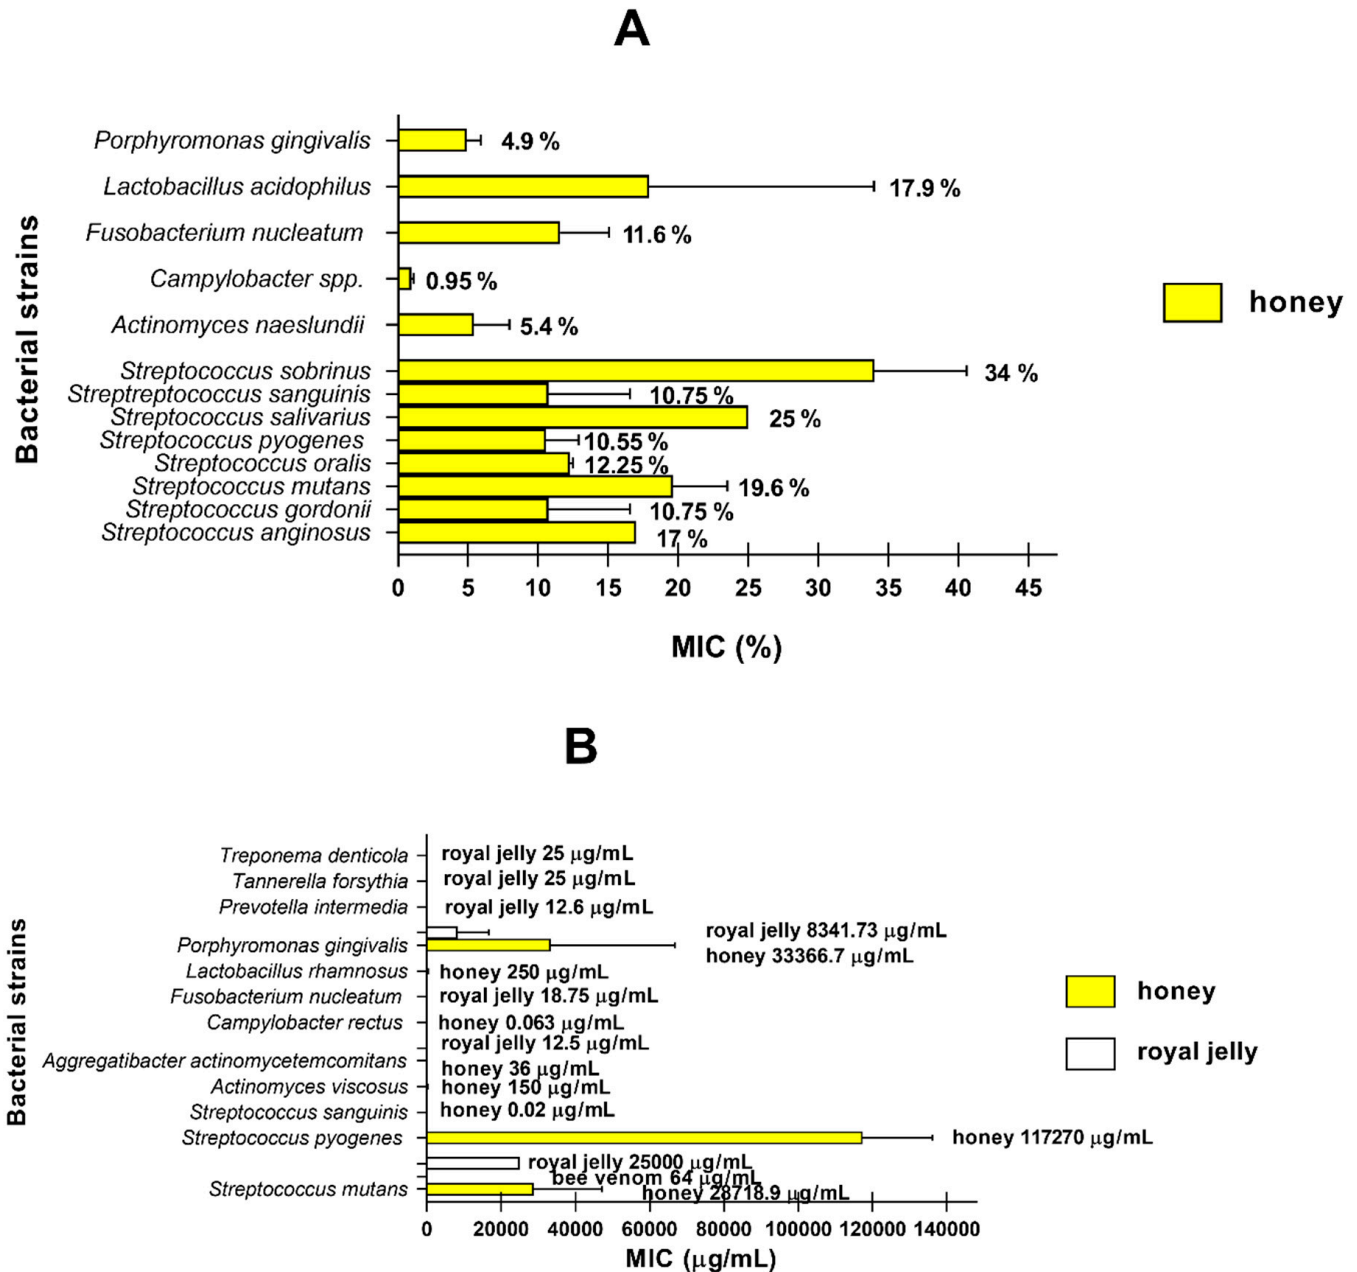 A
Bacterial strains
Porphyromonas gingivalis 4.9 %
Lactobacillus acidophilus 17.9 %
Fusobacterium nucleatum 11.6 %
Campylobacter spp. 0.95 %
Actinomyces naeslundii 5.4 %
Streptococcus sobrinus 34 %
Streptreptococcus sanguinis 10.75 %
Streptococcus salivarius 25 %
Streptococcus pyogenes 10.55 %
Streptococcus oralis 12.25 %
Streptococcus mutans 19.6 %
Streptococcus gordonii 10.75 %
Streptococcus anginosus 17 %
0 5 10 15 20 25 30 35 40 45
MIC (%)
honey
B
Bacterial strains
Treponema denticola royal jelly 25 μg/mL
Tannerella forsythia royal jelly 25 μg/mL
Prevotella intermedia royal jelly 12.6 μg/mL
royal jelly 8341.73 μg/mL
Porphyromonas gingivalis honey 33366.7 μg/mL
Lactobacillus rhamnosus honey 250 μg/mL
Fusobacterium nucleatum royal jelly 18.75 μg/mL
Campylobacter rectus honey 0.063 μg/mL
royal jelly 12.5 μg/mL
Aggregatibacter actinomycetemcomitans honey 36 μg/mL
Actinomyces viscosus honey 150 μg/mL
Streptococcus sanguinis honey 0.02 μg/mL
Streptococcus pyogenes honey 117270 μg/mL
royal jelly 25000 μg/mL
bee venom 64 μg/mL
Streptococcus mutans honey 28718.9 μg/mL
0 20000 40000 60000 80000 100000 120000 140000
MIC (μg/mL)
honey
royal jelly